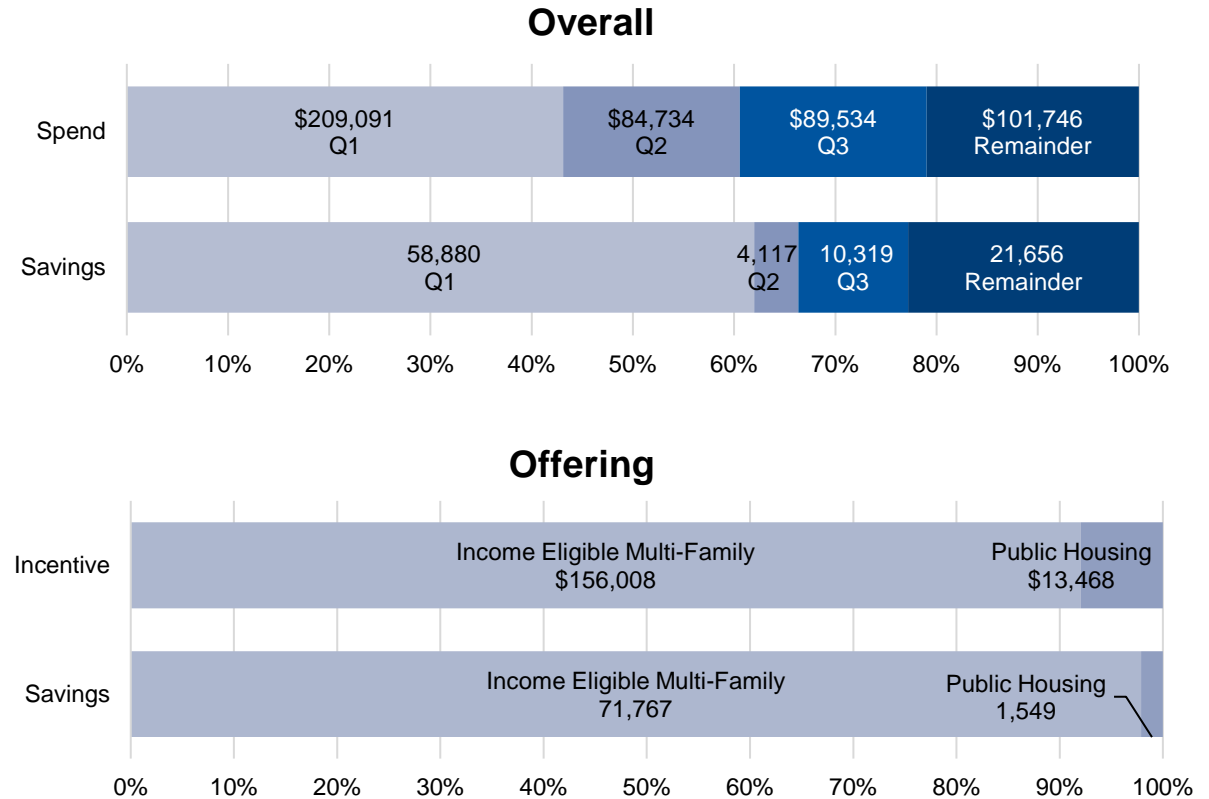 Overall
Spend
$209,091
Q1
$84,734
Q2
$89,534
Q3
$101,746
Remainder
Savings
58,880
Q1
4,117
Q2
10,319
Q3
21,656
Remainder
0% 10% 20% 30% 40% 50% 60% 70% 80% 90% 100%
Offering
Incentive
Income Eligible Multi-Family
$156,008
Public Housing
$13,468
Savings
Income Eligible Multi-Family
71,767
Public Housing
1,549
0% 10% 20% 30% 40% 50% 60% 70% 80% 90% 100%